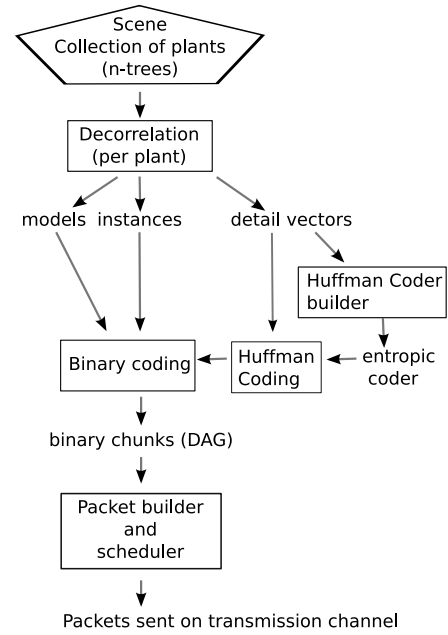 Scene
Collection of plants
(n-trees)
Decorrelation
(per plant)
models instances
detail vectors
Huffman Coder
builder
Binary coding
Huffman
Coding
entropic
coder
binary chunks (DAG)
Packet builder
and
scheduler
Packets sent on transmission channel